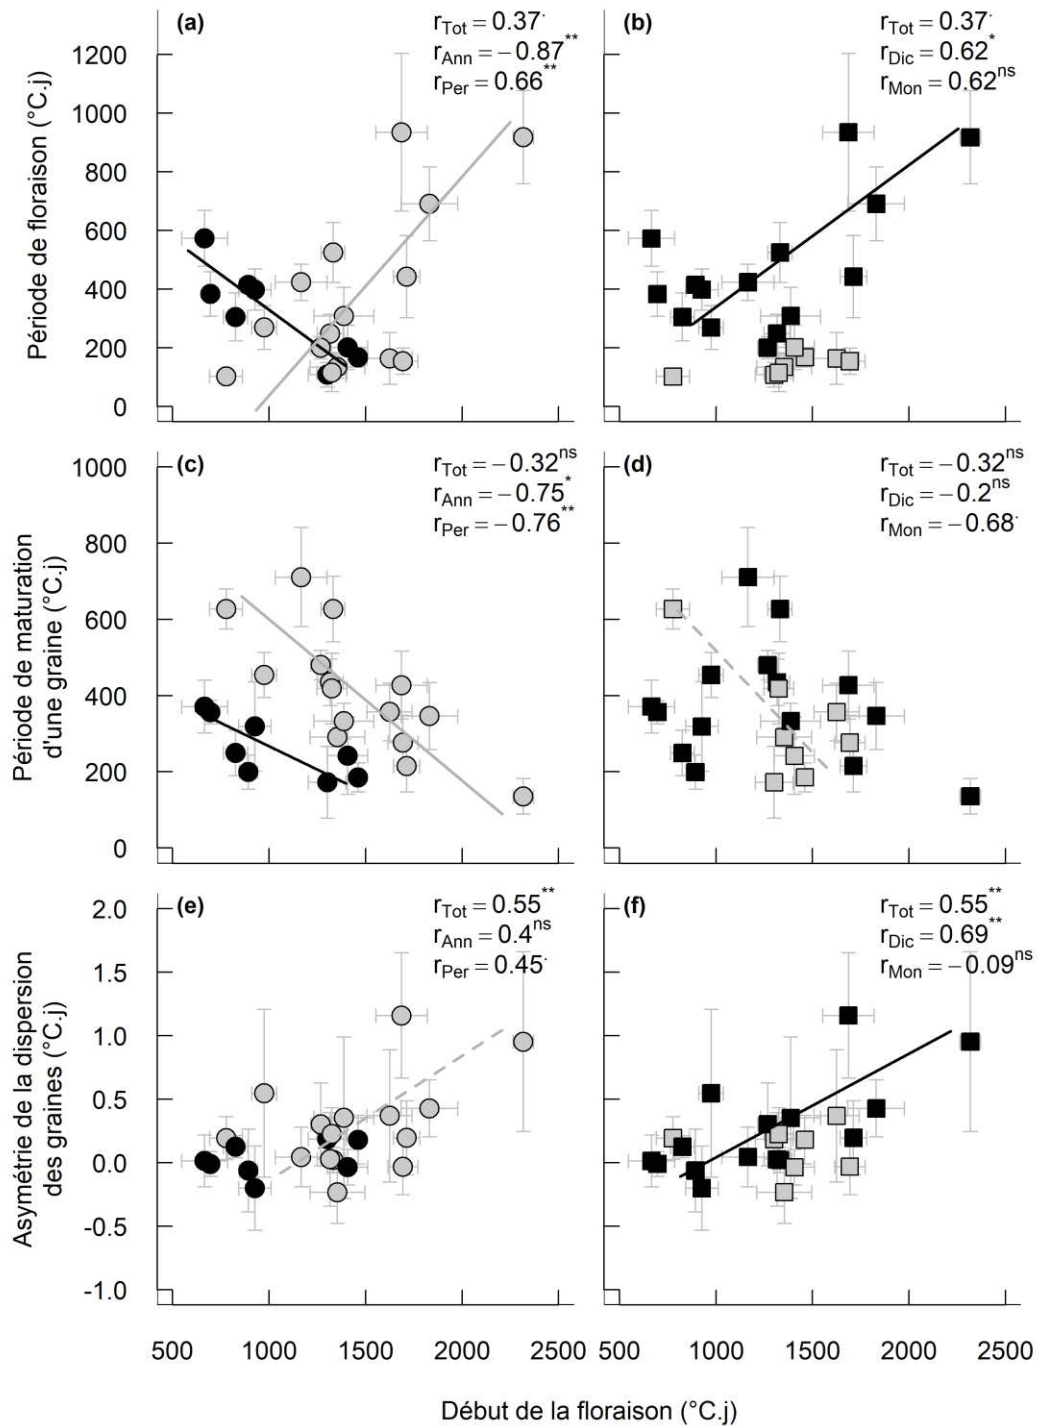 (a)
r_Tot = 0.37·
r_Ann = −0.87**
r_Per = 0.66**
(b)
r_Tot = 0.37·
r_Dic = 0.62*
r_Mon = 0.62ns
Période de floraison (°C.j)
1200
1000
800
600
400
200
0
(c)
r_Tot = −0.32ns
r_Ann = −0.75*
r_Per = −0.76**
(d)
r_Tot = −0.32ns
r_Dic = −0.2ns
r_Mon = −0.68·
Période de maturation
d'une graine (°C.j)
1000
800
600
400
200
0
(e)
r_Tot = 0.55**
r_Ann = 0.4ns
r_Per = 0.45·
(f)
r_Tot = 0.55**
r_Dic = 0.69**
r_Mon = −0.09ns
Asymétrie de la dispersion
des graines (°C.j)
2.0
1.5
1.0
0.5
0.0
-0.5
-1.0
500 1000 1500 2000 2500 500 1000 1500 2000 2500
Début de la floraison (°C.j)